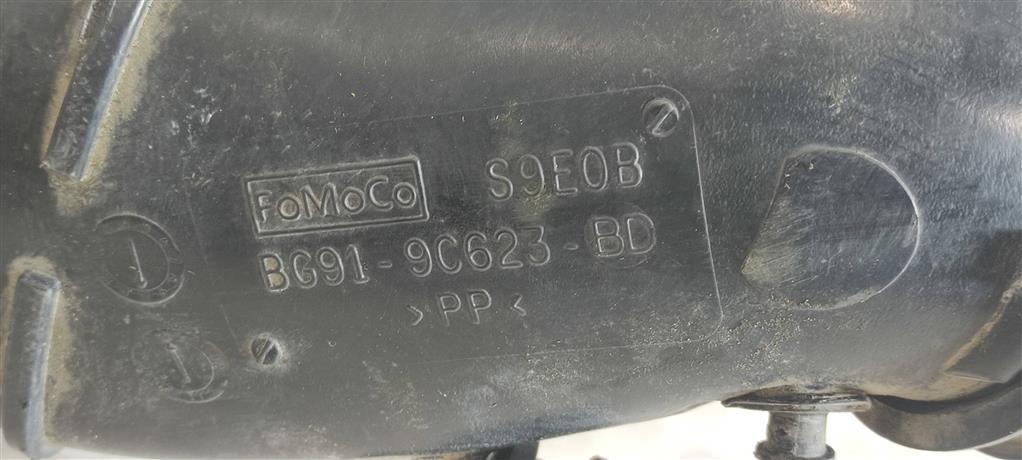 FoMoCo S9E0B
BG91-9C623-BD
>PP<